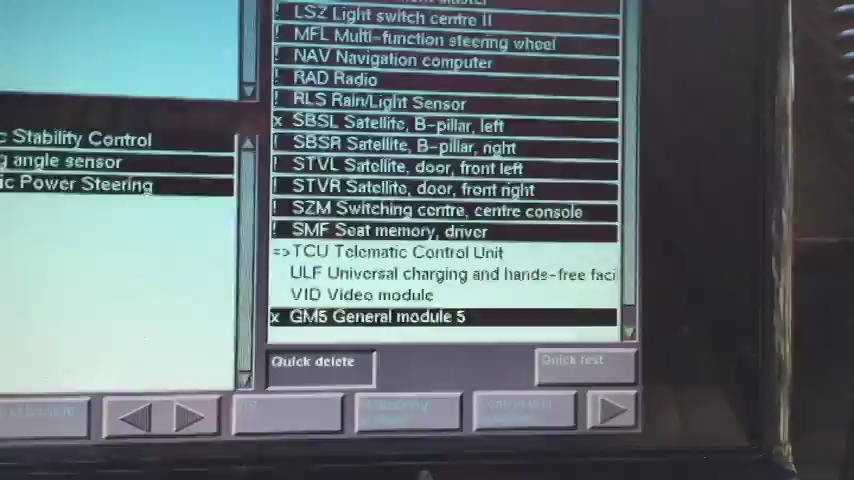 c Stability Control
g angle sensor
ic Power Steering
! LSZ Light switch centre II
! MFL Multi-function steering wheel
! NAV Navigation computer
! RAD Radio
! RLS Rain/Light Sensor
x SBSL Satellite, B-pillar, left
! SBSR Satellite, B-pillar, right
! STVL Satellite, door, front left
! STVR Satellite, door, front right
! SZM Switching centre, centre console
! SMF Seat memory, driver
=>TCU Telematic Control Unit
ULF Universal charging and hands-free faci
VID Video module
x GM5 General module 5
Quick delete
Quick test